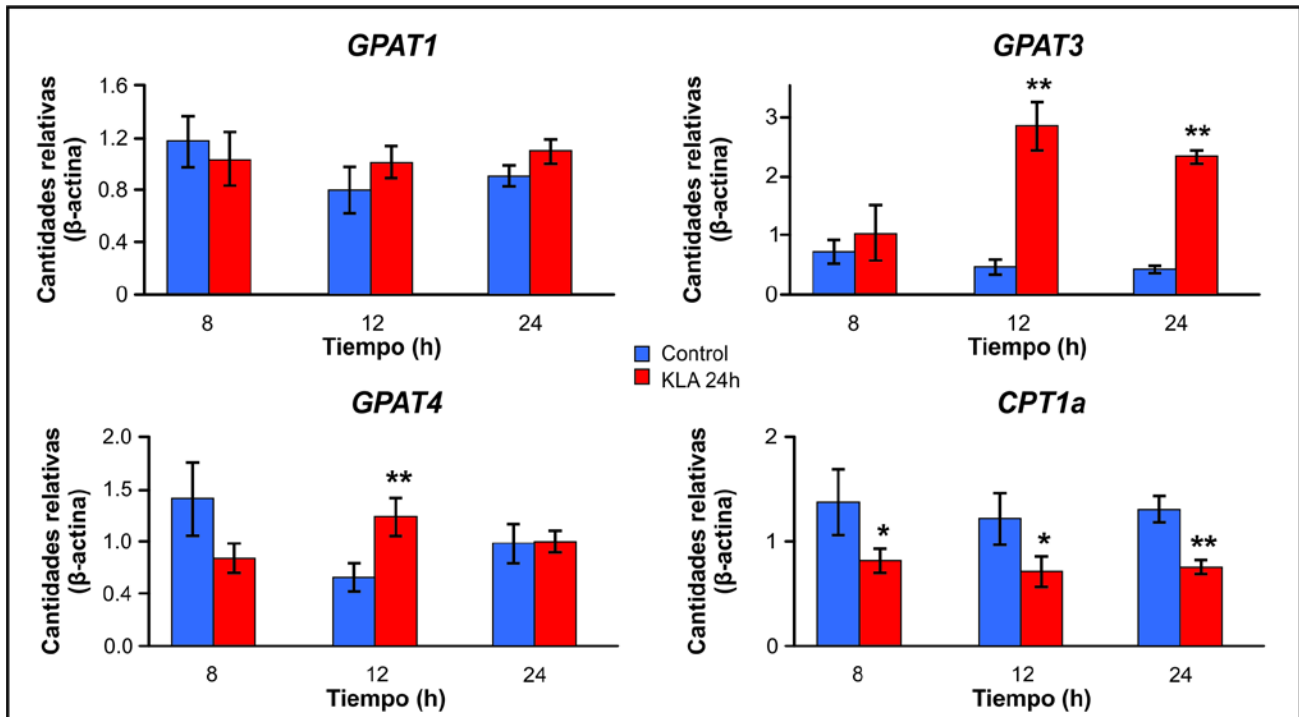 GPAT1
Cantidades relativas
(β-actina)
1.6
1.2
0.8
0.4
0
8
12
24
Tiempo (h)
GPAT3
Cantidades relativas
(β-actina)
3
2
1
0
**
**
8
12
24
Tiempo (h)
Control
KLA 24h
GPAT4
Cantidades relativas
(β-actina)
2.0
1.5
1.0
0.4
0.0
**
8
12
24
Tiempo (h)
CPT1a
Cantidades relativas
(β-actina)
2
1
0
*
*
**
8
12
24
Tiempo (h)